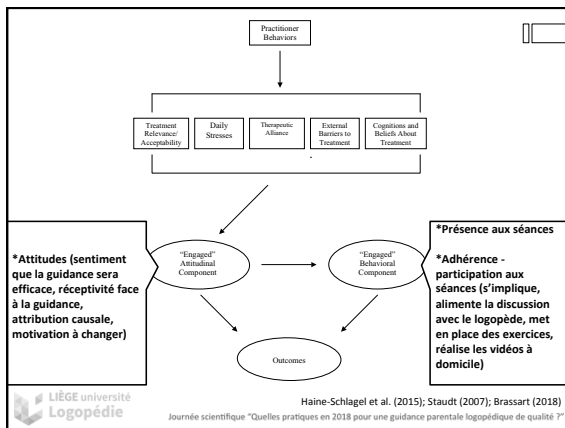 Practitioner
Behaviors
Treatment
Relevance/
Acceptability
Daily
Stresses
Therapeutic
Alliance
External
Barriers to
Treatment
Cognitions and
Beliefs About
Treatment
*Attitudes (sentiment
que la guidance sera
efficace, réceptivité face
à la guidance,
attribution causale,
motivation à changer)
"Engaged"
Attitudinal
Component
"Engaged"
Behavioral
Component
*Présence aux séances
*Adhérence -
participation aux
séances (s'implique,
alimente la discussion
avec le logopède, met
en place des exercices,
réalise les vidéos à
domicile)
Outcomes
LIÈGE université
Logopédie
Haine-Schlagel et al. (2015); Staudt (2007); Brassart (2018)
Journée scientifique "Quelles pratiques en 2018 pour une guidance parentale logopédique de qualité ?"